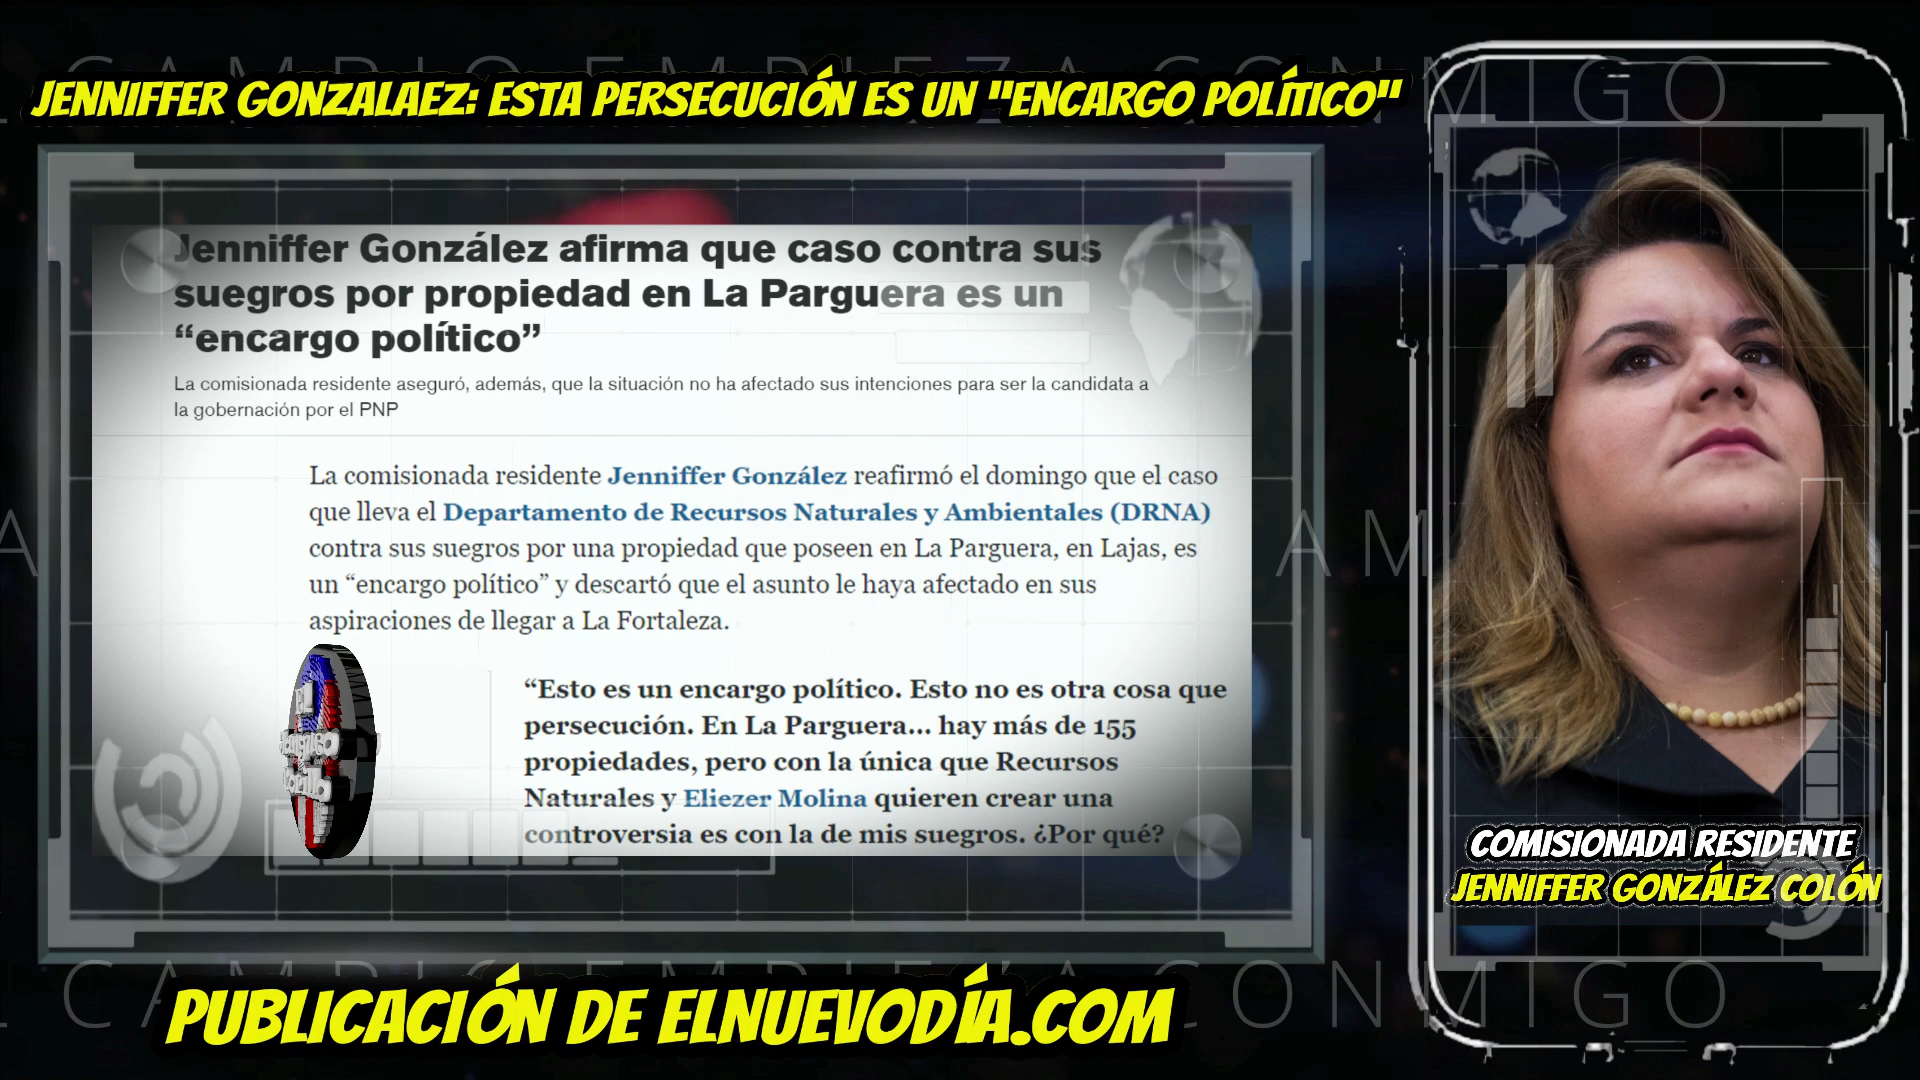 JENNIFFER GONZALAEZ: ESTA PERSECUCIÓN ES UN "ENCARGO POLÍTICO"
Jenniffer González afirma que caso contra sus
suegros por propiedad en La Parguera es un
“encargo político”
La comisionada residente aseguró, además, que la situación no ha afectado sus intenciones para ser la candidata a
la gobernación por el PNP
La comisionada residente Jenniffer González reafirmó el domingo que el caso
que lleva el Departamento de Recursos Naturales y Ambientales (DRNA)
contra sus suegros por una propiedad que poseen en La Parguera, en Lajas, es
un “encargo político” y descartó que el asunto le haya afectado en sus
aspiraciones de llegar a La Fortaleza.
“Esto es un encargo político. Esto no es otra cosa que
persecución. En La Parguera... hay más de 155
propiedades, pero con la única que Recursos
Naturales y Eliezer Molina quieren crear una
controversia es con la de mis suegros. ¿Por qué?
COMISIONADA RESIDENTE
JENNIFFER GONZÁLEZ COLÓN
PUBLICACIÓN DE ELNUEVODÍA.COM
CAMBIO EMPIEZA CONMIGO